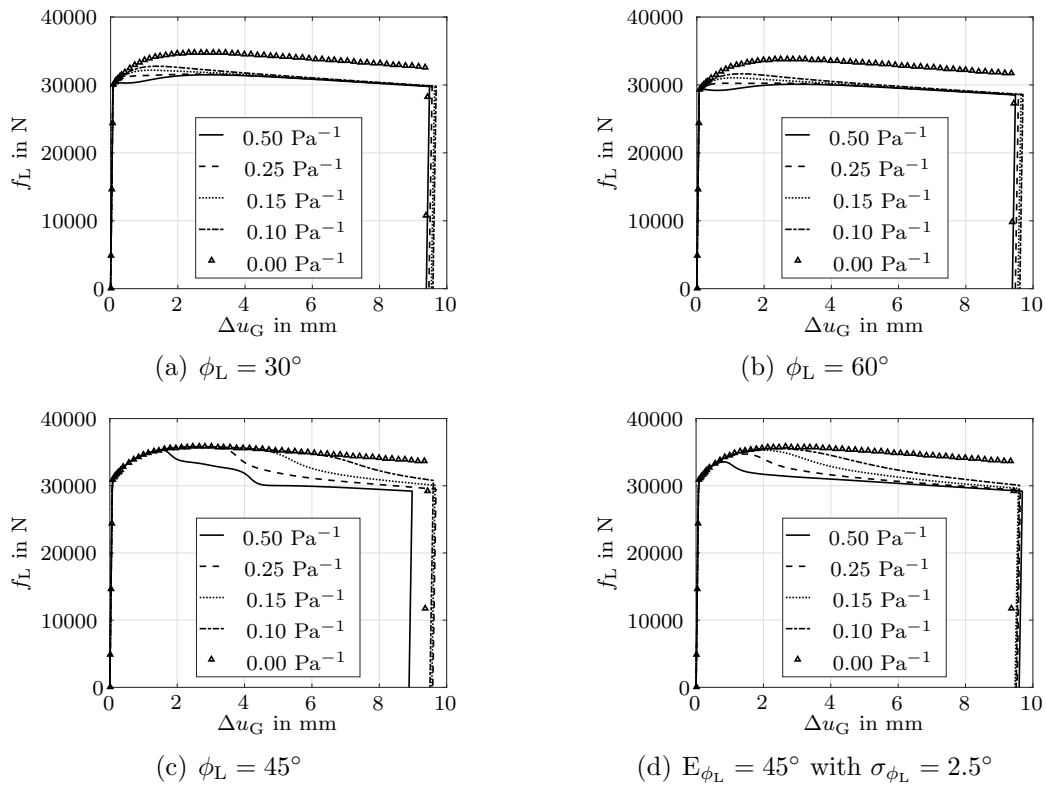 40000
30000
20000
10000
0
f_L in N
0.50 Pa⁻¹
0.25 Pa⁻¹
0.15 Pa⁻¹
0.10 Pa⁻¹
0.00 Pa⁻¹
0 2 4 6 8 10
Δu_G in mm
(a) ϕ_L = 30°
40000
30000
20000
10000
0
f_L in N
0.50 Pa⁻¹
0.25 Pa⁻¹
0.15 Pa⁻¹
0.10 Pa⁻¹
0.00 Pa⁻¹
0 2 4 6 8 10
Δu_G in mm
(b) ϕ_L = 60°
40000
30000
20000
10000
0
f_L in N
0.50 Pa⁻¹
0.25 Pa⁻¹
0.15 Pa⁻¹
0.10 Pa⁻¹
0.00 Pa⁻¹
0 2 4 6 8 10
Δu_G in mm
(c) ϕ_L = 45°
40000
30000
20000
10000
0
f_L in N
0.50 Pa⁻¹
0.25 Pa⁻¹
0.15 Pa⁻¹
0.10 Pa⁻¹
0.00 Pa⁻¹
0 2 4 6 8 10
Δu_G in mm
(d) E_ϕ_L = 45° with σ_ϕ_L = 2.5°